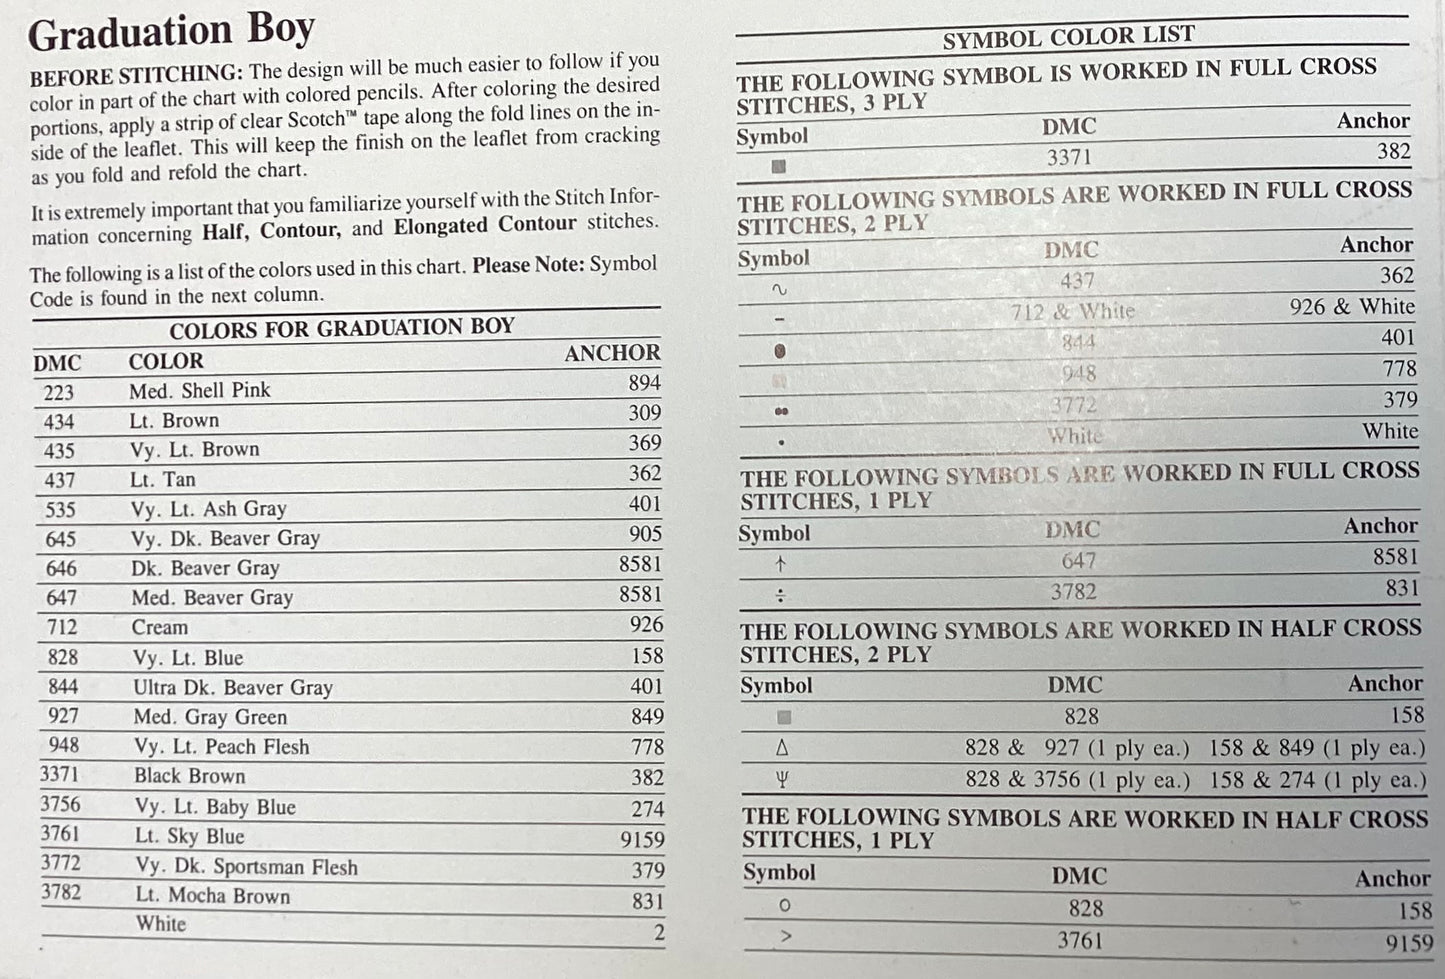 Graduation Boy
BEFORE STITCHING: The design will be much easier to follow if you
color in part of the chart with colored pencils. After coloring the desired
portions, apply a strip of clear Scotch™ tape along the fold lines on the in-
side of the leaflet. This will keep the finish on the leaflet from cracking
as you fold and refold the chart.
It is extremely important that you familiarize yourself with the Stitch Infor-
mation concerning Half, Contour, and Elongated Contour stitches.
The following is a list of the colors used in this chart. Please Note: Symbol
Code is found in the next column.
COLORS FOR GRADUATION BOY
DMC COLOR ANCHOR
223 Med. Shell Pink 894
434 Lt. Brown 309
435 Vy. Lt. Brown 369
437 Lt. Tan 362
535 Vy. Lt. Ash Gray 401
645 Vy. Dk. Beaver Gray 905
646 Dk. Beaver Gray 8581
647 Med. Beaver Gray 8581
712 Cream 926
828 Vy. Lt. Blue 158
844 Ultra Dk. Beaver Gray 401
927 Med. Gray Green 849
948 Vy. Lt. Peach Flesh 778
3371 Black Brown 382
3756 Vy. Lt. Baby Blue 274
3761 Lt. Sky Blue 9159
3772 Vy. Dk. Sportsman Flesh 379
3782 Lt. Mocha Brown 831
White 2
SYMBOL COLOR LIST
THE FOLLOWING SYMBOL IS WORKED IN FULL CROSS
STITCHES, 3 PLY
Symbol DMC Anchor
■ 3371 382
THE FOLLOWING SYMBOLS ARE WORKED IN FULL CROSS
STITCHES, 2 PLY
Symbol DMC Anchor
∿ 437 362
– 712 & White 926 & White
844 401
948 778
3772 379
• White White
THE FOLLOWING SYMBOLS ARE WORKED IN FULL CROSS
STITCHES, 1 PLY
Symbol DMC Anchor
↑ 647 8581
÷ 3782 831
THE FOLLOWING SYMBOLS ARE WORKED IN HALF CROSS
STITCHES, 2 PLY
Symbol DMC Anchor
■ 828 158
Δ 828 & 927 (1 ply ea.) 158 & 849 (1 ply ea.)
Ψ 828 & 3756 (1 ply ea.) 158 & 274 (1 ply ea.)
THE FOLLOWING SYMBOLS ARE WORKED IN HALF CROSS
STITCHES, 1 PLY
Symbol DMC Anchor
O 828 158
> 3761 9159